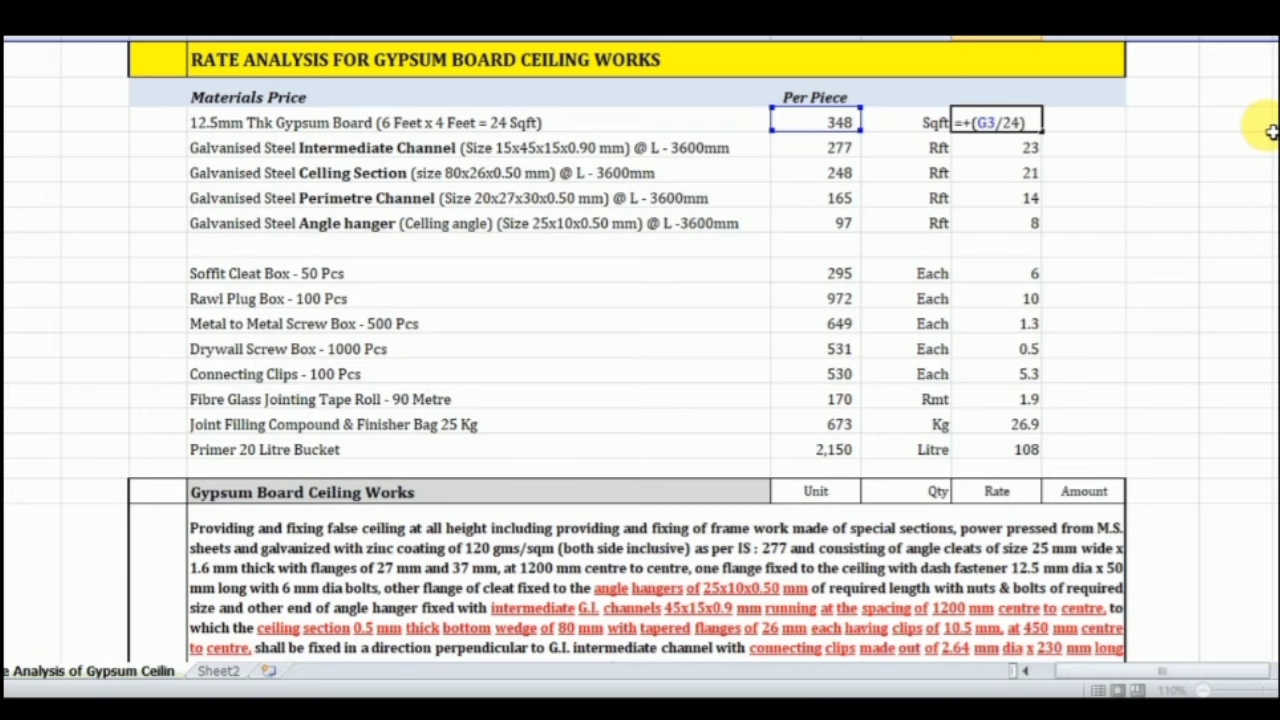 RATE ANALYSIS FOR GYPSUM BOARD CEILING WORKS
Materials Price Per Piece
12.5mm Thk Gypsum Board (6 Feet x 4 Feet = 24 Sqft) 348 Sqft =+(G3/24)
Galvanised Steel Intermediate Channel (Size 15x45x15x0.90 mm) @ L - 3600mm 277 Rft 23
Galvanised Steel Celling Section (size 80x26x0.50 mm) @ L - 3600mm 248 Rft 21
Galvanised Steel Perimetre Channel (Size 20x27x30x0.50 mm) @ L - 3600mm 165 Rft 14
Galvanised Steel Angle hanger (Celling angle) (Size 25x10x0.50 mm) @ L -3600mm 97 Rft 8
Soffit Cleat Box - 50 Pcs 295 Each 6
Rawl Plug Box - 100 Pcs 972 Each 10
Metal to Metal Screw Box - 500 Pcs 649 Each 1.3
Drywall Screw Box - 1000 Pcs 531 Each 0.5
Connecting Clips - 100 Pcs 530 Each 5.3
Fibre Glass Jointing Tape Roll - 90 Metre 170 Rmt 1.9
Joint Filling Compound & Finisher Bag 25 Kg 673 Kg 26.9
Primer 20 Litre Bucket 2,150 Litre 108
Gypsum Board Ceiling Works Unit Qty Rate Amount
Providing and fixing false ceiling at all height including providing and fixing of frame work made of special sections, power pressed from M.S.
sheets and galvanized with zinc coating of 120 gms/sqm (both side inclusive) as per IS : 277 and consisting of angle cleats of size 25 mm wide x
1.6 mm thick with flanges of 27 mm and 37 mm, at 1200 mm centre to centre, one flange fixed to the ceiling with dash fastener 12.5 mm dia x 50
mm long with 6 mm dia bolts, other flange of cleat fixed to the angle hangers of 25x10x0.50 mm of required length with nuts & bolts of required
size and other end of angle hanger fixed with intermediate G.I. channels 45x15x0.9 mm running at the spacing of 1200 mm centre to centre, to
which the ceiling section 0.5 mm thick bottom wedge of 80 mm with tapered flanges of 26 mm each having clips of 10.5 mm, at 450 mm centre
to centre, shall be fixed in a direction perpendicular to G.I. intermediate channel with connecting clips made out of 2.64 mm dia x 230 mm long
e Analysis of Gypsum Ceilin Sheet2
110%